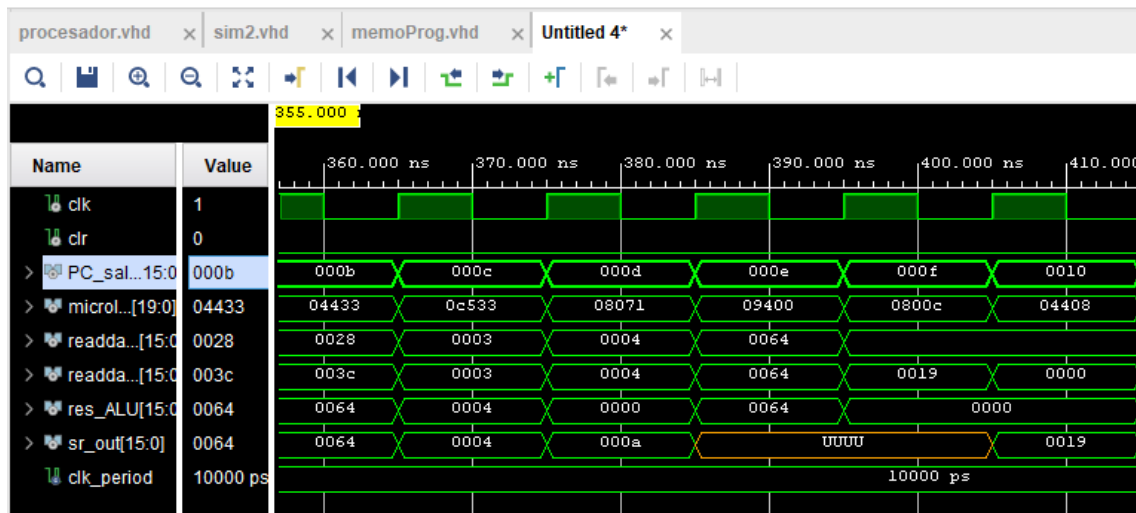 procesador.vhd × sim2.vhd × memoProg.vhd × Untitled 4* ×
355.000
Name Value 360.000 ns 370.000 ns 380.000 ns 390.000 ns 400.000 ns 410.000
clk 1
clr 0
PC_sal...15:0 000b 000b 000c 000d 000e 000f 0010
microI...[19:0] 04433 04433 0c533 08071 09400 0800c 04408
readda...[15:0 0028 0028 0003 0004 0064
readda...[15:0 003c 003c 0003 0004 0064 0019 0000
res_ALU[15:0 0064 0064 0004 0000 0064 0000
sr_out[15:0] 0064 0064 0004 000a UUUU 0019
clk_period 10000 ps 10000 ps